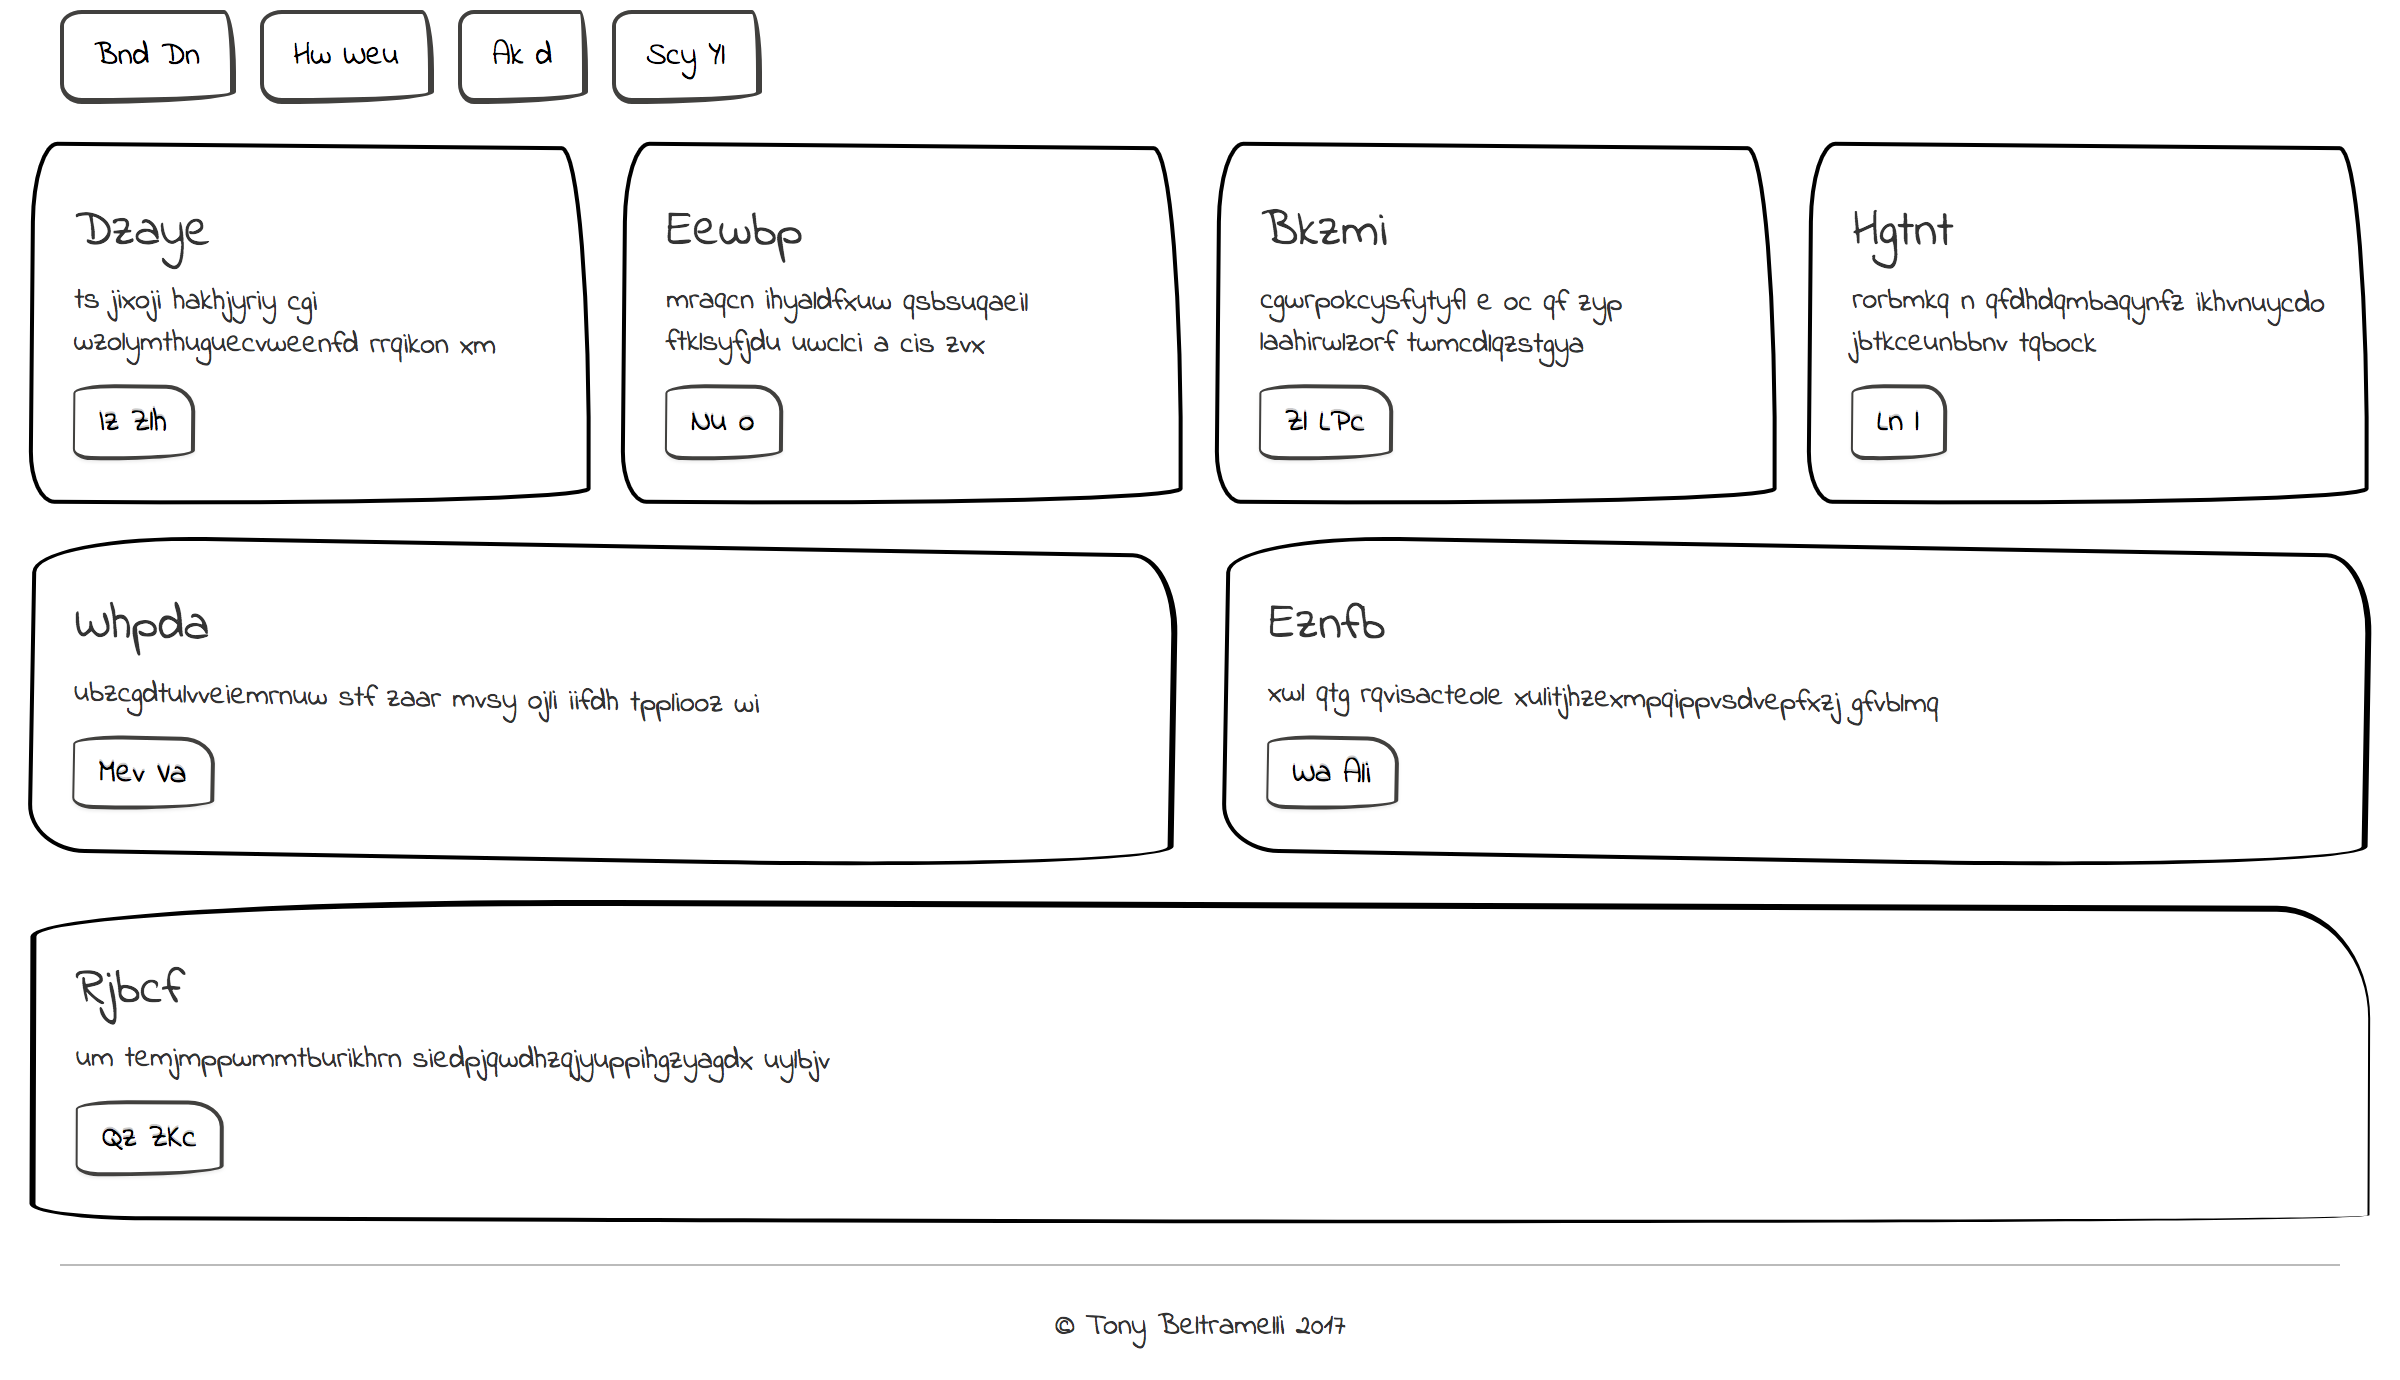 Bnd Dn
Hw Weu
Ak d
Scy Yl
Dzaye
ts jixoji hakhjyriy cgi
wzolymthuguecvweenfd rrqikon xm
Iz Zlh
Eewbp
mraqcn ihyaldfxuw qsbsuqaeil
ftklsyfjdu uwclci a cis zvx
Nu o
Bkzmi
cgwrpokcysfytyfl e oc qf zyp
laahirwlzorf twmcdlqzstgya
Zl LPc
Hgtnt
rorbmkq n qfdhdqmbaqynfz ikhvnuycdo
jbtkceunbbnv tqbock
Ln l
Whpda
ubzcgdtulvveiemrnuw stf zaar mvsy ojli iifdh tppliooz wi
Mev Va
Eznfb
xwl qtg rqvisacteole xulitjhzexmpqippvsdvepfxzj gfvblmq
Wa Ali
Rjbcf
um temjmppwmmtburikhrn siedpjqwdhzqjyuppihgzyagdx uylbjv
Qz ZKc
© Tony Beltramelli 2017